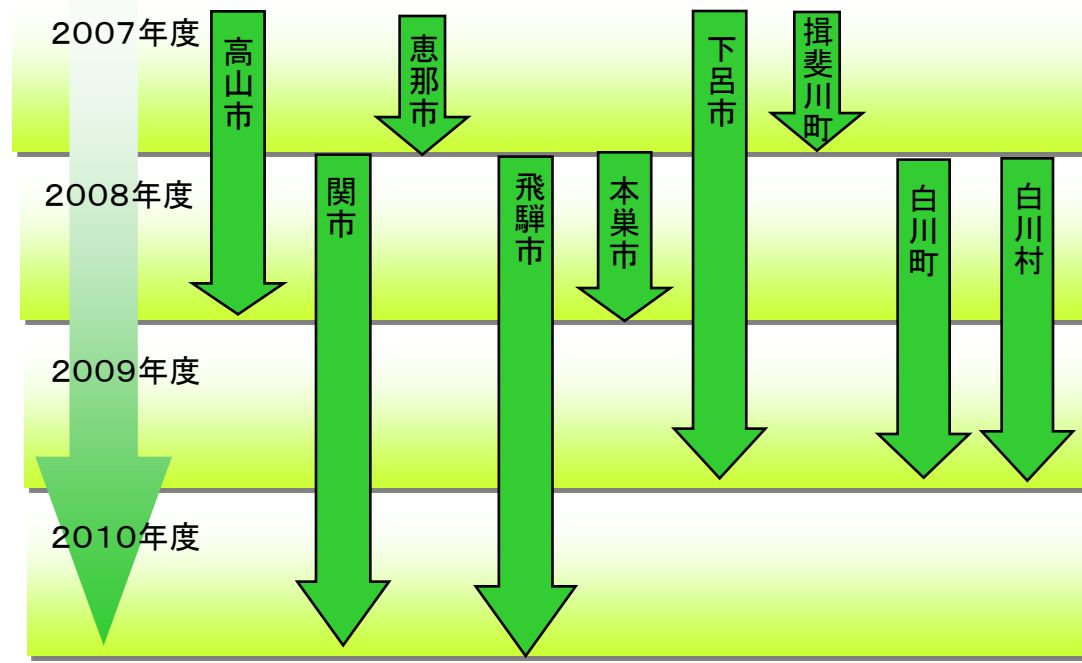 2007年度
高山市
恵那市
下呂市
揖斐川町
2008年度
関市
飛騨市
本巣市
白川町
白川村
2009年度
2010年度